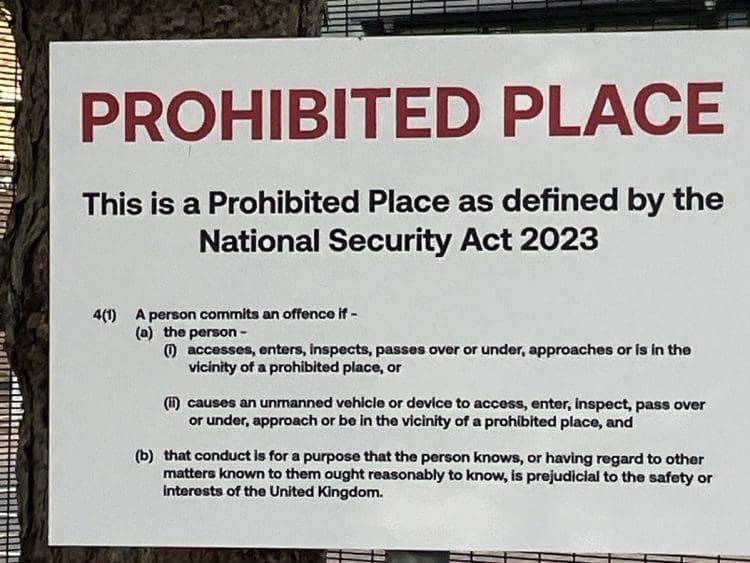 PROHIBITED PLACE
This is a Prohibited Place as defined by the
National Security Act 2023
4(1) A person commits an offence if -
(a) the person -
(i) accesses, enters, inspects, passes over or under, approaches or is in the
vicinity of a prohibited place, or
(ii) causes an unmanned vehicle or device to access, enter, inspect, pass over
or under, approach or be in the vicinity of a prohibited place, and
(b) that conduct is for a purpose that the person knows, or having regard to other
matters known to them ought reasonably to know, is prejudicial to the safety or
interests of the United Kingdom.